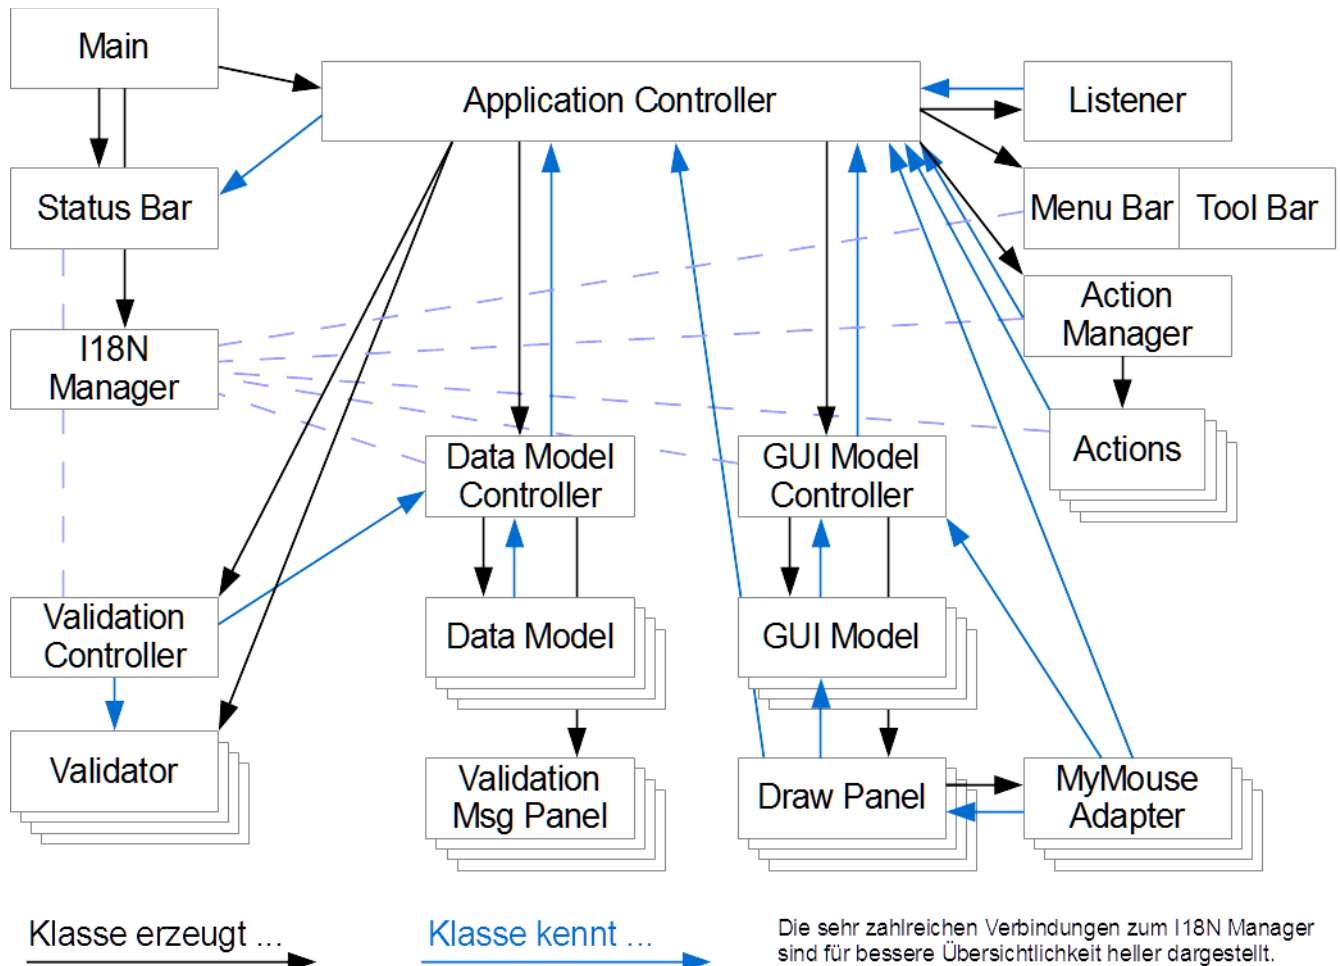 Main
Application Controller
Listener
Status Bar
Menu Bar
Tool Bar
I18N
Manager
Action
Manager
Data Model
Controller
GUI Model
Controller
Actions
Validation
Controller
Data Model
GUI Model
Validator
Validation
Msg Panel
Draw Panel
MyMouse
Adapter
Klasse erzeugt ...
Klasse kennt ...
Die sehr zahlreichen Verbindungen zum I18N Manager
sind für bessere Übersichtlichkeit heller dargestellt.